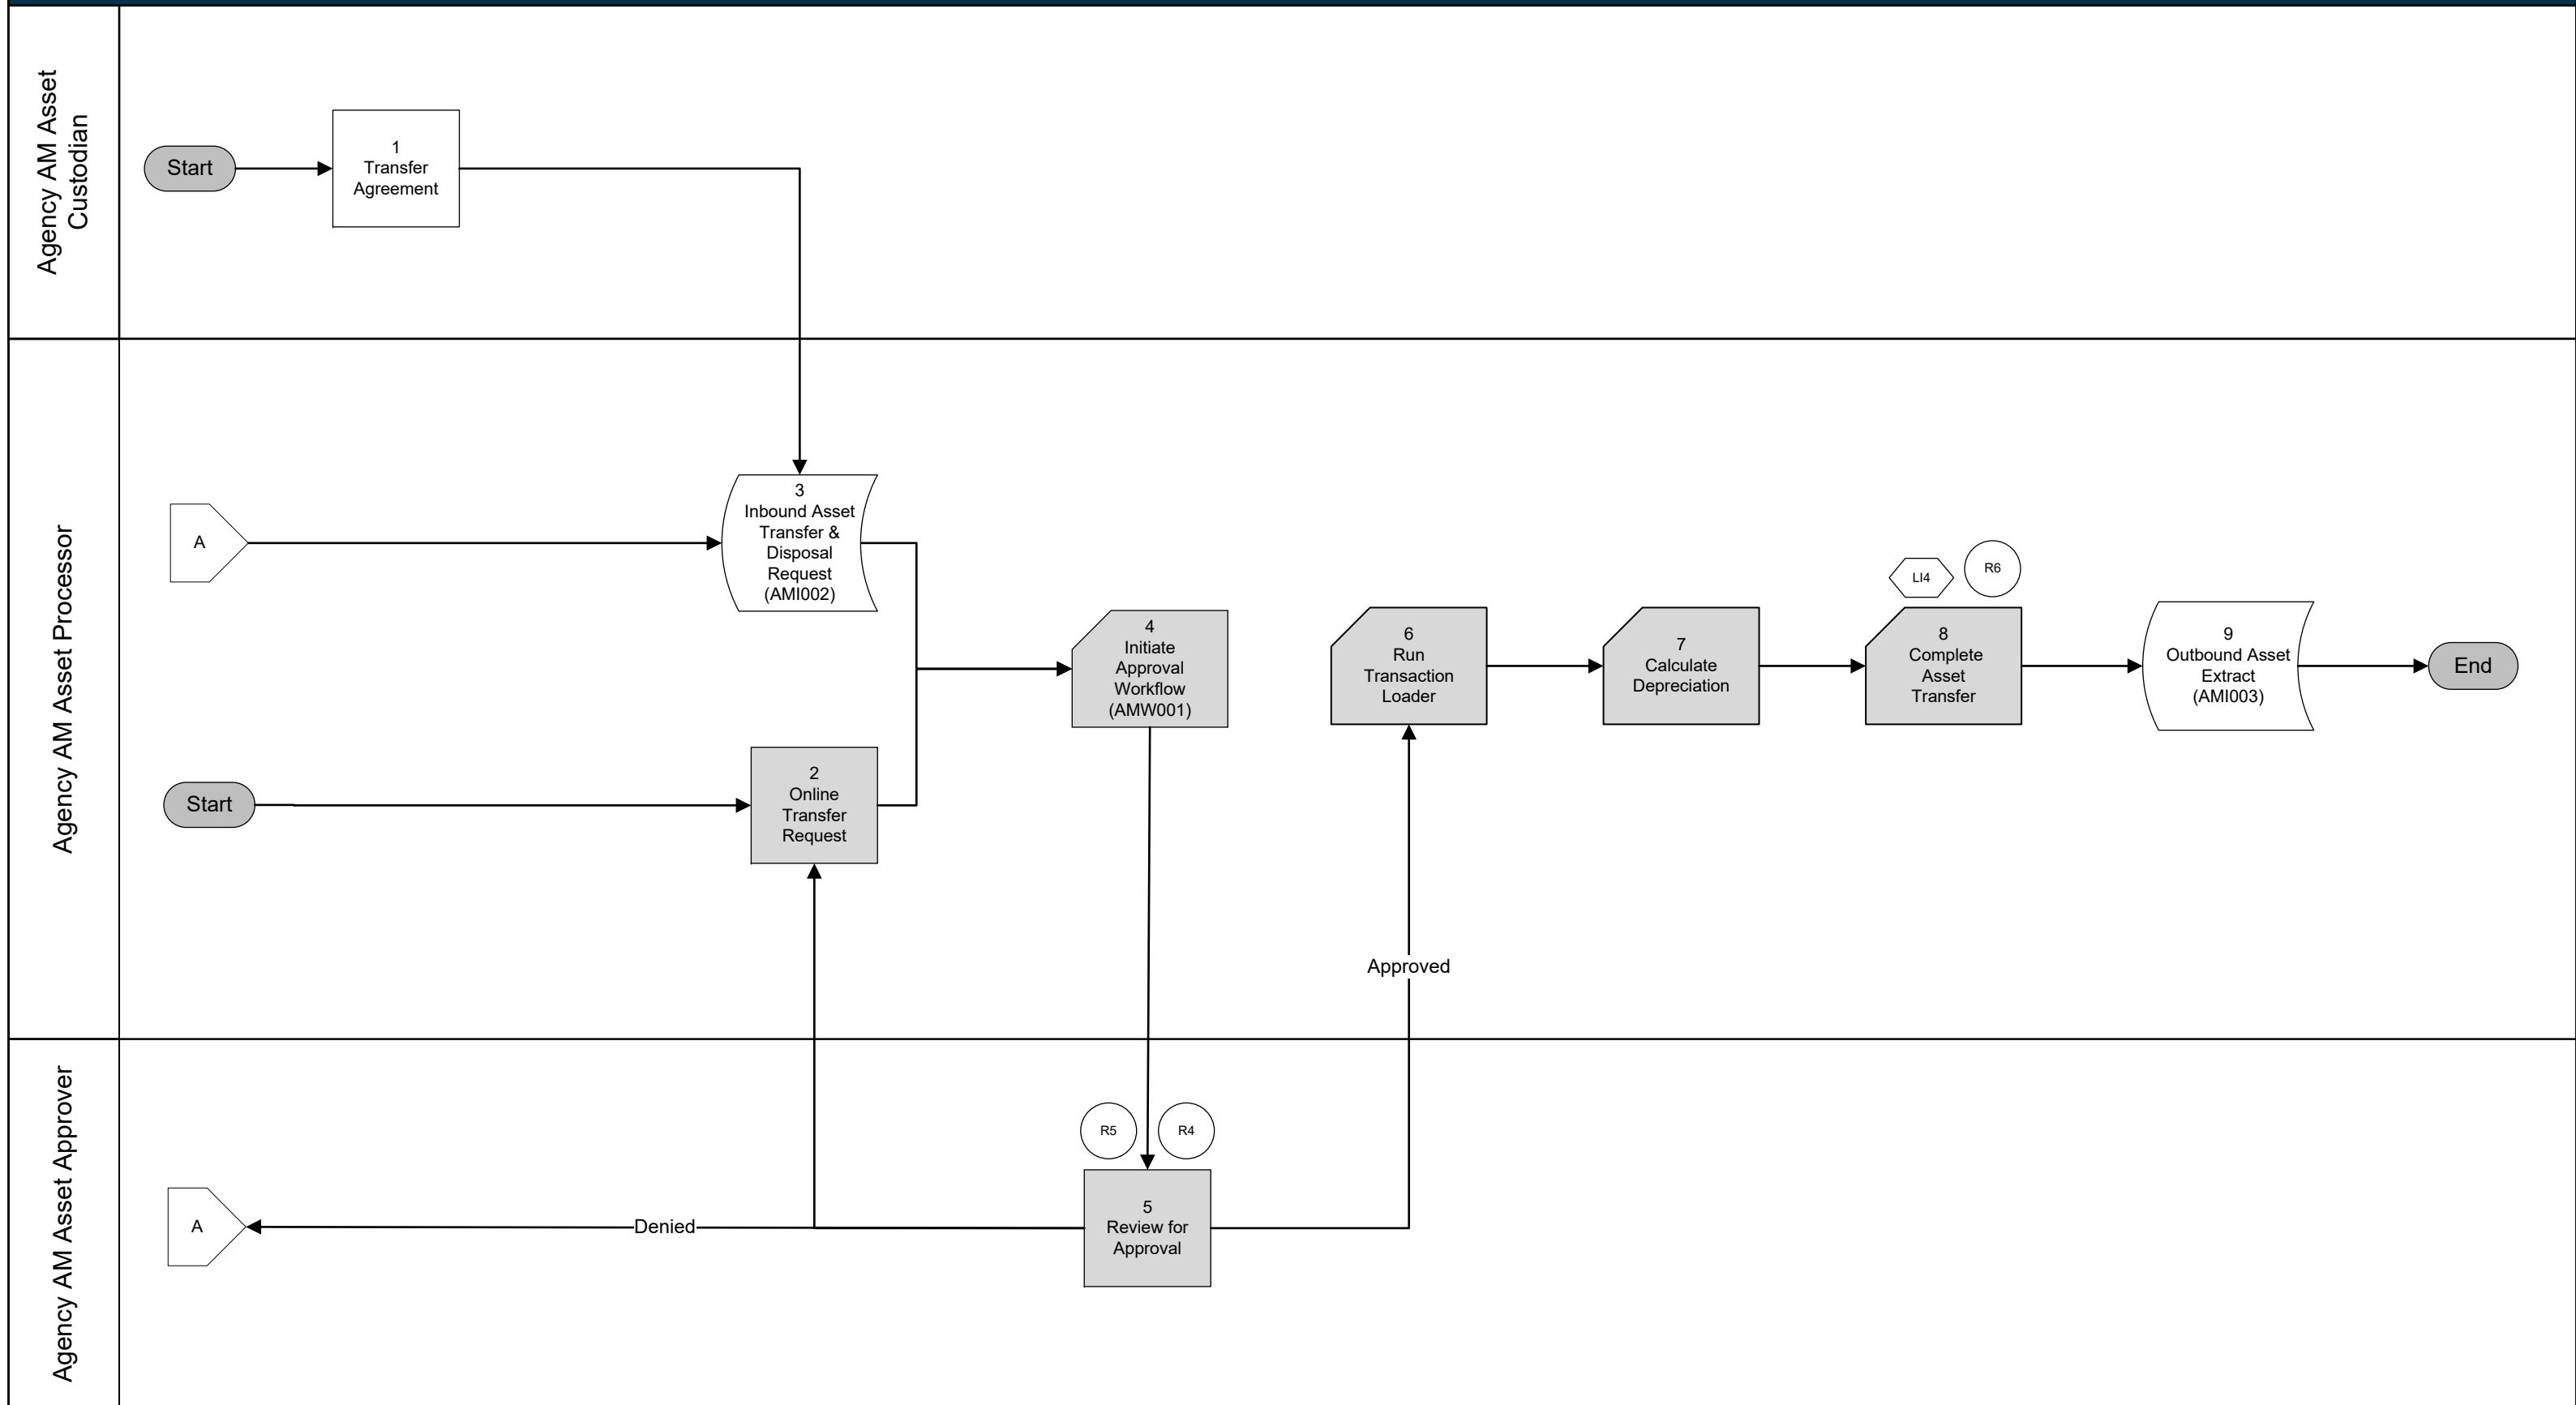 Agency AM Asset
Custodian
Start
1
Transfer
Agreement
Agency AM Asset Processor
A
3
Inbound Asset
Transfer &
Disposal
Request
(AMI002)
Start
2
Online
Transfer
Request
4
Initiate
Approval
Workflow
(AMW001)
6
Run
Transaction
Loader
7
Calculate
Depreciation
LI4
R6
8
Complete
Asset
Transfer
9
Outbound Asset
Extract
(AMI003)
End
Approved
Agency AM Asset Approver
A
Denied
R5
R4
5
Review for
Approval